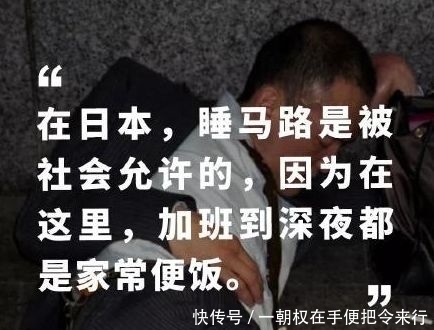 “
在日本，睡马路是被
社会允许的，因为在
这里，加班到深夜都
是家常便饭。
”
快传号 / 一朝权在手便把令来行